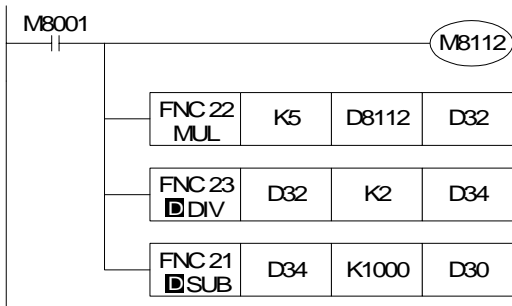 M8001
M8112
FNC 22 K5 D8112 D32
MUL
FNC 23 D32 K2 D34
D DIV
FNC 21 D34 K1000 D30
D SUB